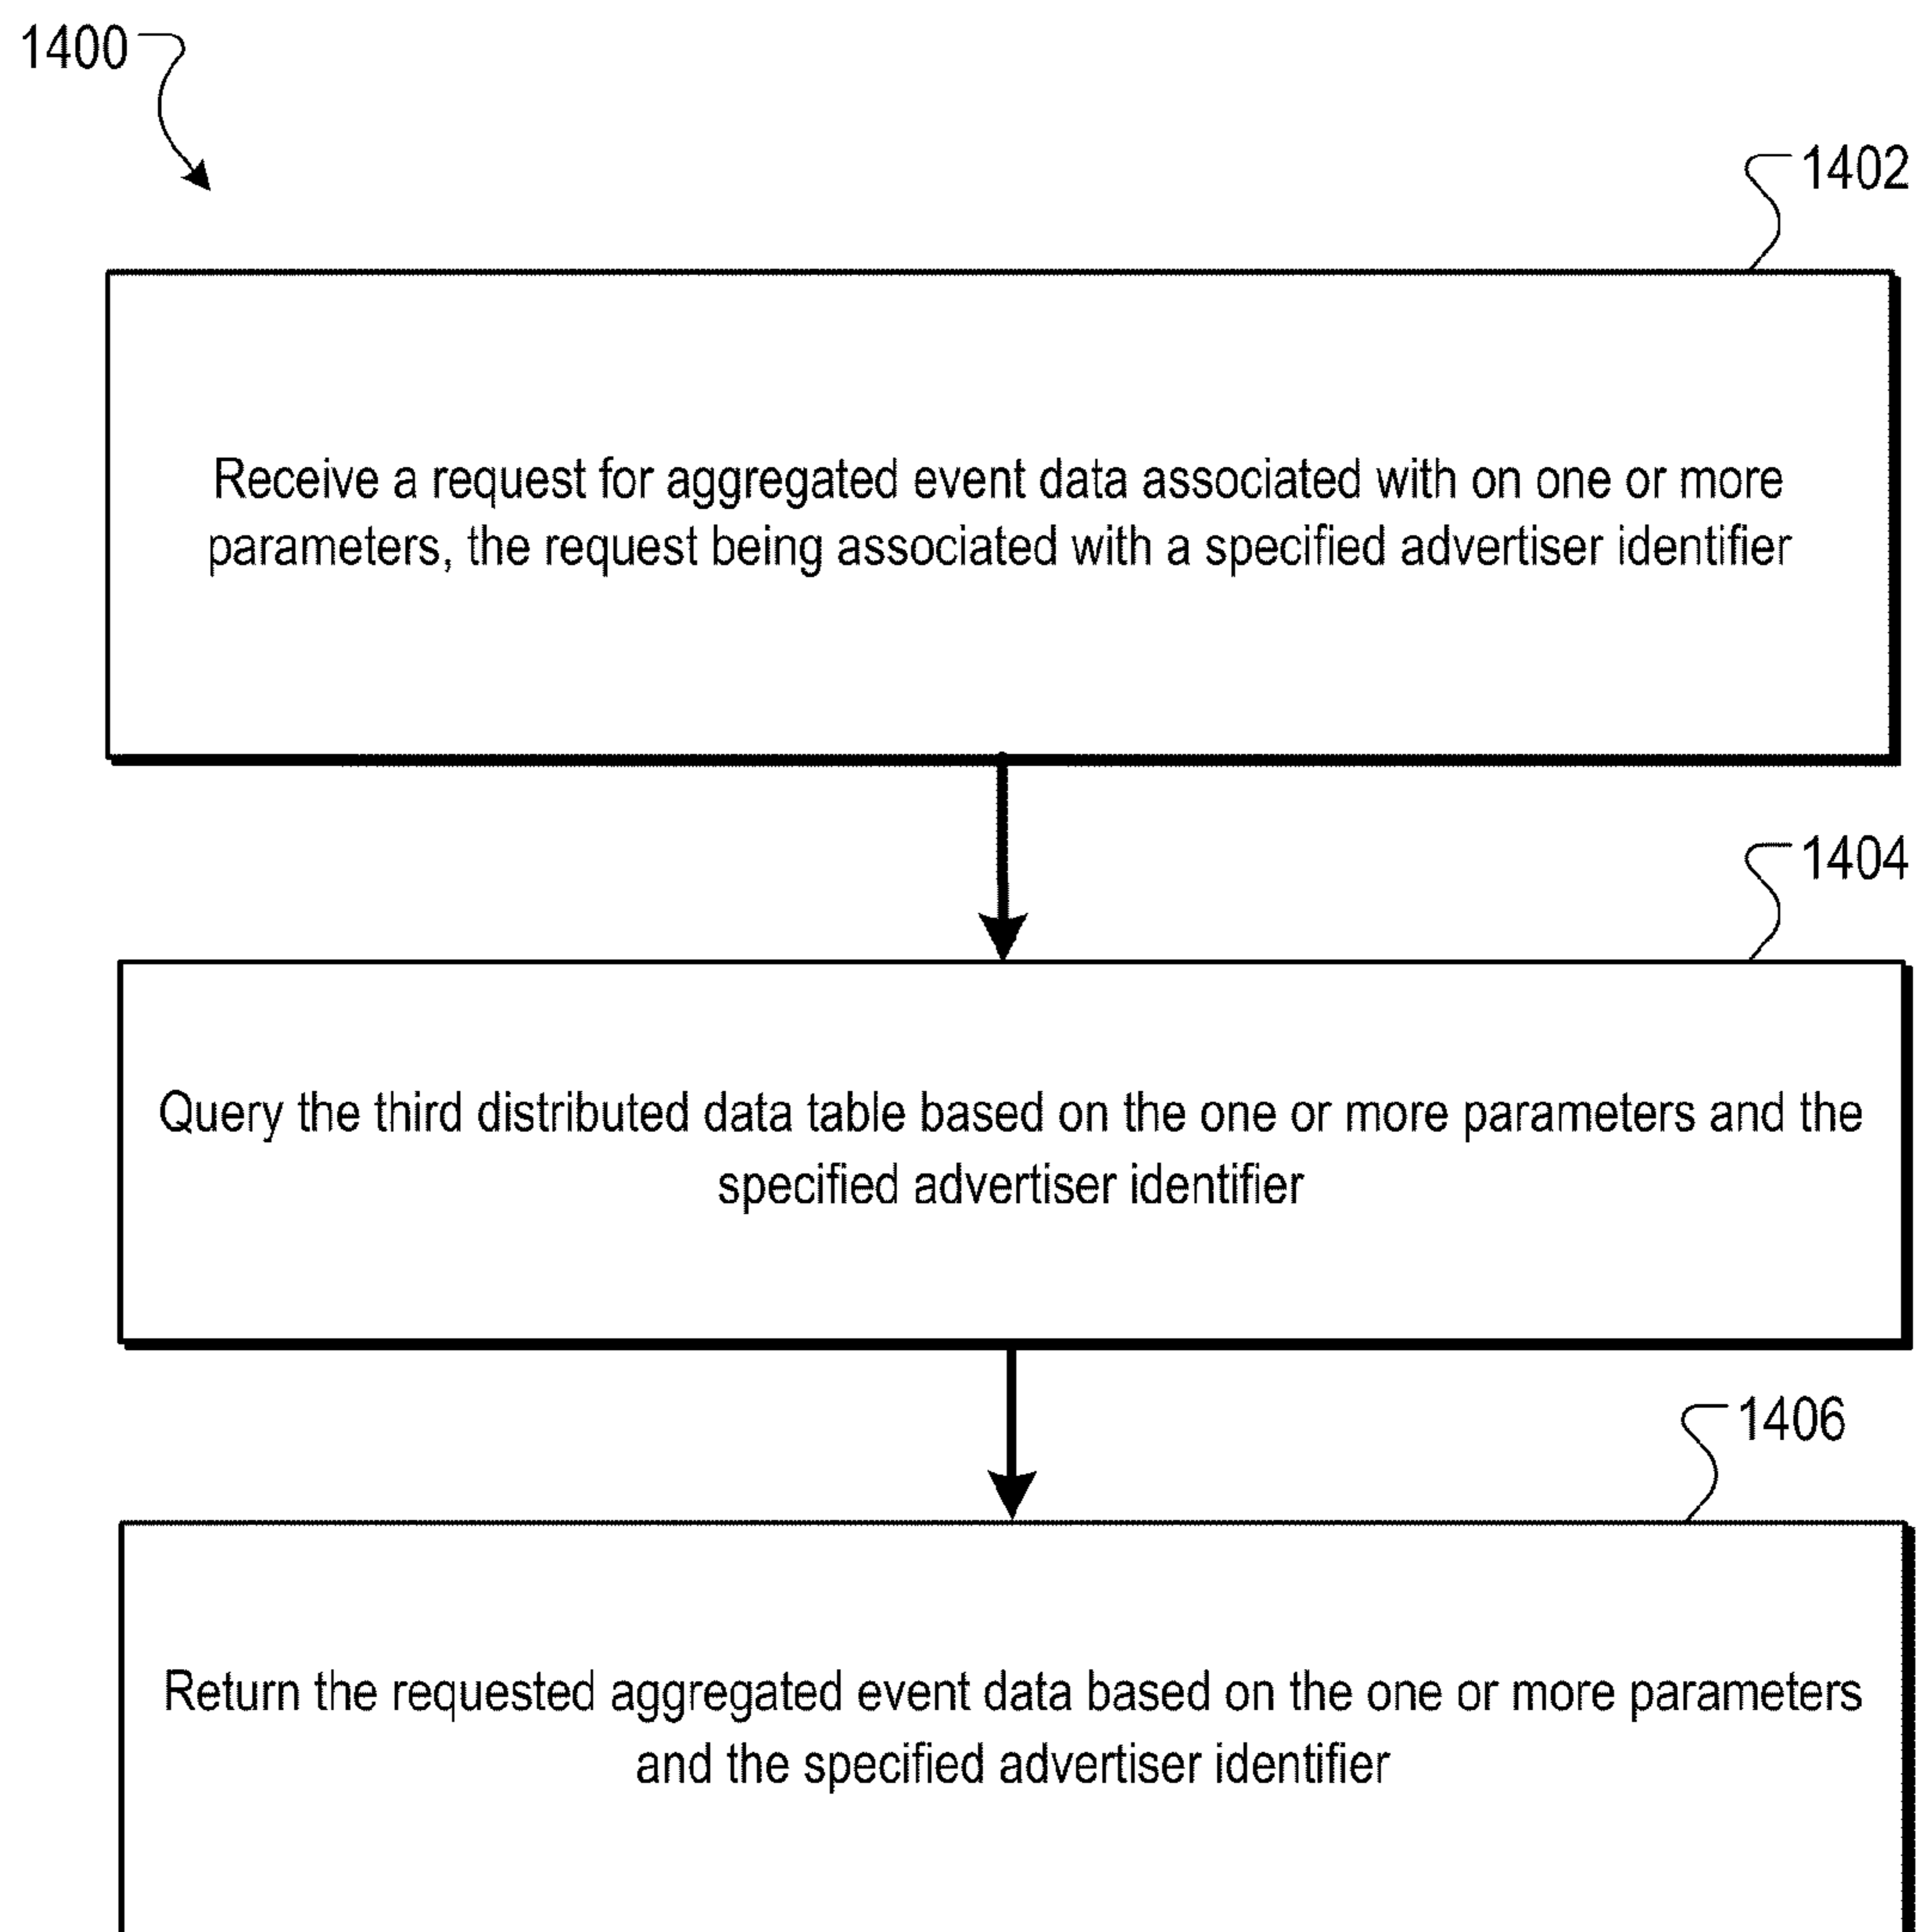 1400
1402
Receive a request for aggregated event data associated with on one or more
parameters, the request being associated with a specified advertiser identifier
1404
Query the third distributed data table based on the one or more parameters and the
specified advertiser identifier
1406
Return the requested aggregated event data based on the one or more parameters
and the specified advertiser identifier